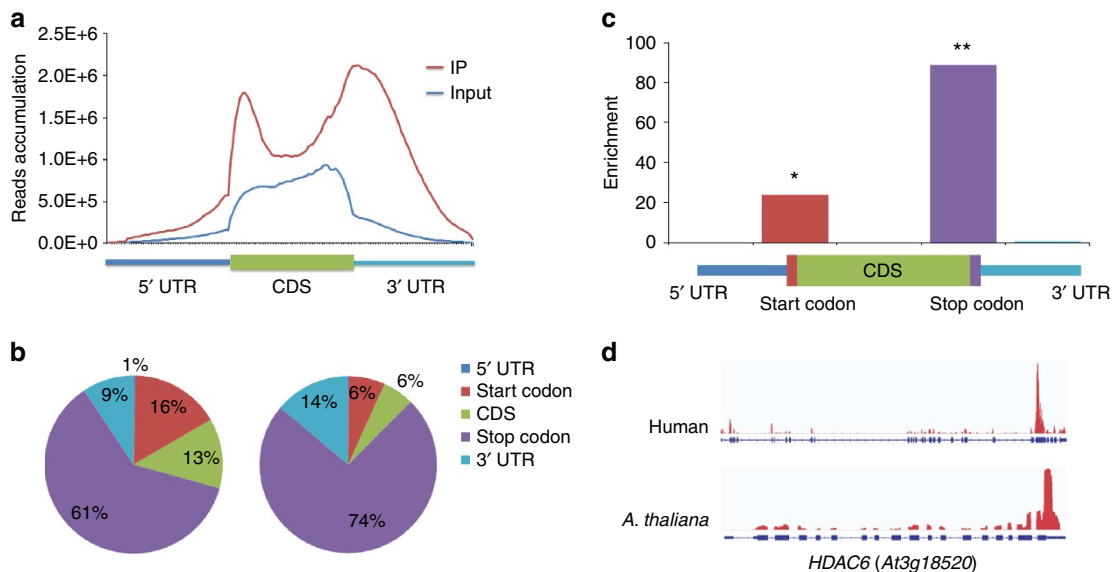 a
2.5E+6
2.0E+6
1.5E+6
1.0E+6
5.0E+5
0.0E+0
Reads accumulation
IP
Input
5′ UTR
CDS
3′ UTR
b
1%
9%
16%
13%
61%
6%
6%
14%
74%
5′ UTR
Start codon
CDS
Stop codon
3′ UTR
c
100
80
60
40
20
0
Enrichment
*
**
CDS
5′ UTR
Start codon
Stop codon
3′ UTR
d
Human
A. thaliana
HDAC6 (At3g18520)